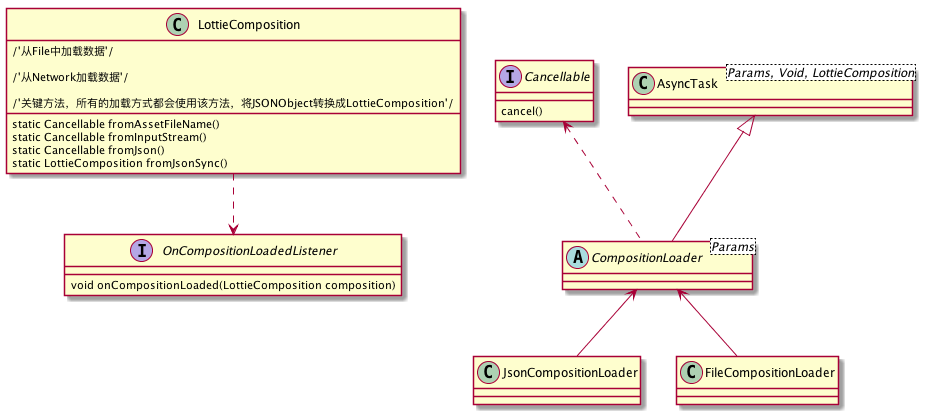 C LottieComposition
/'从File中加载数据'/
/'从Network加载数据'/
/'关键方法，所有的加载方式都会使用该方法，将JSONObject转换成LottieComposition'/
static Cancellable fromAssetFileName()
static Cancellable fromInputStream()
static Cancellable fromJson()
static LottieComposition fromJsonSync()
I OnCompositionLoadedListener
void onCompositionLoaded(LottieComposition composition)
I Cancellable
cancel()
Params, Void, LottieComposition
C AsyncTask
Params
A CompositionLoader
C JsonCompositionLoader
C FileCompositionLoader